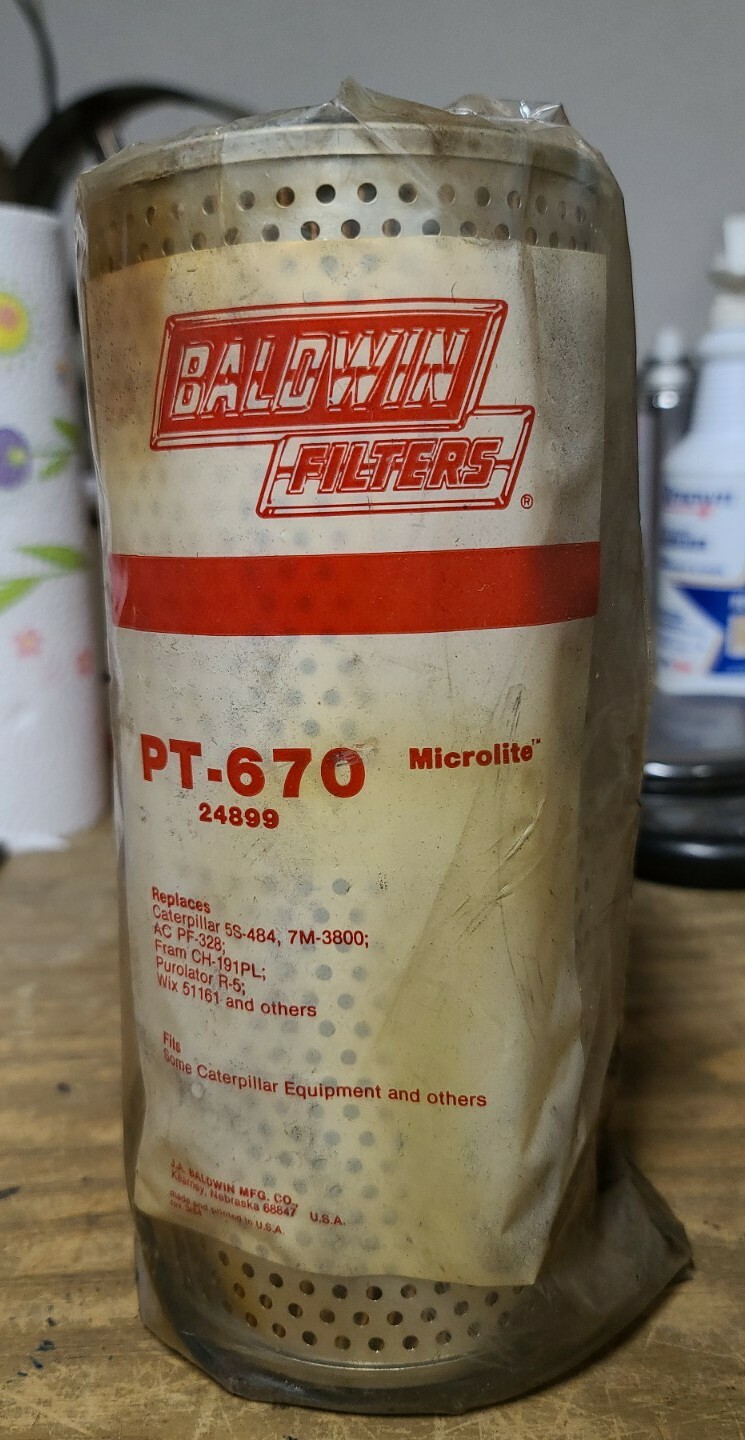 BALDWIN
FILTERS
®
PT-670 Microlite™
24899
Replaces
Caterpillar 5S-484, 7M-3800;
AC PF-328;
Fram CH-191PL;
Purolator R-5;
Wix 51161 and others
Fits
Some Caterpillar Equipment and others
J.A. BALDWIN MFG. CO.
Kearney, Nebraska 68847 U.S.A.
made and printed in U.S.A.